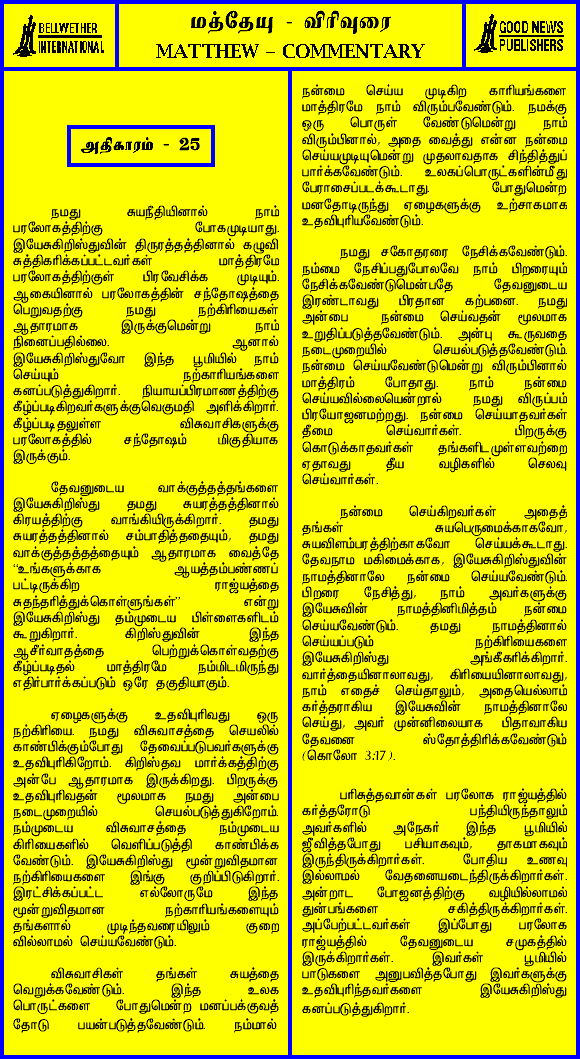 BELLWETHER
INTERNATIONAL
மத்தேயு - விரிவுரை
MATTHEW – COMMENTARY
GOOD NEWS
PUBLISHERS
அதிகாரம் - 25
நமது சுயநீதியினால் நாம்
பரலோகத்திற்கு போகமுடியாது.
இயேசுகிறிஸ்துவின் திருரத்தத்தினால் கழுவி
சுத்திகரிக்கப்பட்டவர்கள் மாத்திரமே
பரலோகத்திற்குள் பிரவேசிக்க முடியும்.
ஆகையினால் பரலோகத்தின் சந்தோஷத்தை
பெறுவதற்கு நமது நற்கிரியைகள்
ஆதாரமாக இருக்குமென்று நாம்
நினைப்பதில்லை. ஆனால்
இயேசுகிறிஸ்துவோ இந்த பூமியில் நாம்
செய்யும் நற்காரியங்களை
கனப்படுத்துகிறார். நியாயப்பிரமாணத்திற்கு
கீழ்ப்படிகிறவர்களுக்குவெகுமதி அளிக்கிறார்.
கீழ்ப்படிதலுள்ள விசுவாசிகளுக்கு
பரலோகத்தில் சந்தோஷம் மிகுதியாக
இருக்கும்.
தேவனுடைய வாக்குத்தத்தங்களை
இயேசுகிறிஸ்து தமது சுயரத்தத்தினால்
கிரயத்திற்கு வாங்கியிருக்கிறார். தமது
சுயரத்தத்தினால் சம்பாதித்ததையும், தமது
வாக்குத்தத்தத்தையும் ஆதாரமாக வைத்தே
“உங்களுக்காக ஆயத்தம்பண்ணப்
பட்டிருக்கிற ராஜ்யத்தை
சுதந்தரித்துக்கொள்ளுங்கள்” என்று
இயேசுகிறிஸ்து தம்முடைய பிள்ளைகளிடம்
கூறுகிறார். கிறிஸ்துவின் இந்த
ஆசீர்வாதத்தை பெற்றுக்கொள்வதற்கு
கீழ்ப்படிதல் மாத்திரமே நம்மிடமிருந்து
எதிர்பார்க்கப்படும் ஒரே தகுதியாகும்.
ஏழைகளுக்கு உதவிபுரிவது ஒரு
நற்கிரியை. நமது விசுவாசத்தை செயலில்
காண்பிக்கும்போது தேவைப்படுபவர்களுக்கு
உதவிபுரிகிறோம். கிறிஸ்தவ மார்க்கத்திற்கு
அன்பே ஆதாரமாக இருக்கிறது. பிறருக்கு
உதவிபுரிவதன் மூலமாக நமது அன்பை
நடைமுறையில் செயல்படுத்துகிறோம்.
நம்முடைய விசுவாசத்தை நம்முடைய
கிரியைகளில் வெளிப்படுத்தி காண்பிக்க
வேண்டும். இயேசுகிறிஸ்து மூன்றுவிதமான
நற்கிரியைகளை இங்கு குறிப்பிடுகிறார்.
இரட்சிக்கப்பட்ட எல்லோருமே இந்த
மூன்றுவிதமான நற்காரியங்களையும்
தங்களால் முடிந்தவரையிலும் குறை
வில்லாமல் செய்யவேண்டும்.
விசுவாசிகள் தங்கள் சுயத்தை
வெறுக்கவேண்டும். இந்த உலக
பொருட்களை போதுமென்ற மனப்பக்குவத்
தோடு பயன்படுத்தவேண்டும். நம்மால்
நன்மை செய்ய முடிகிற காரியங்களை
மாத்திரமே நாம் விரும்பவேண்டும். நமக்கு
ஒரு பொருள் வேண்டுமென்று நாம்
விரும்பினால், அதை வைத்து என்ன நன்மை
செய்யமுடியுமென்று முதலாவதாக சிந்தித்துப்
பார்க்கவேண்டும். உலகப்பொருட்களின்மீது
பேராசைப்படக்கூடாது. போதுமென்ற
மனதோடிருந்து ஏழைகளுக்கு உற்சாகமாக
உதவிபுரியவேண்டும்.
நமது சகோதரரை நேசிக்கவேண்டும்.
நம்மை நேசிப்பதுபோலவே நாம் பிறரையும்
நேசிக்கவேண்டுமென்பதே தேவனுடைய
இரண்டாவது பிரதான கற்பனை. நமது
அன்பை நன்மை செய்வதன் மூலமாக
உறுதிப்படுத்தவேண்டும். அன்பு கூருவதை
நடைமுறையில் செயல்படுத்தவேண்டும்.
நன்மை செய்யவேண்டுமென்று விரும்பினால்
மாத்திரம் போதாது. நாம் நன்மை
செய்யவில்லையென்றால் நமது விருப்பம்
பிரயோஜனமற்றது. நன்மை செய்யாதவர்கள்
தீமை செய்வார்கள். பிறருக்கு
கொடுக்காதவர்கள் தங்களிடமுள்ளவற்றை
ஏதாவது தீய வழிகளில் செலவு
செய்வார்கள்.
நன்மை செய்கிறவர்கள் அதைத்
தங்கள் சுயபெருமைக்காகவோ,
சுயவிளம்பரத்திற்காகவோ செய்யக்கூடாது.
தேவநாம மகிமைக்காக, இயேசுகிறிஸ்துவின்
நாமத்தினாலே நன்மை செய்யவேண்டும்.
பிறரை நேசித்து, நாம் அவர்களுக்கு
இயேசுவின் நாமத்தினிமித்தம் நன்மை
செய்யவேண்டும். தமது நாமத்தினால்
செய்யப்படும் நற்கிரியைகளை
இயேசுகிறிஸ்து அங்கீகரிக்கிறார்.
வார்த்தையினாலாவது, கிரியையினாலாவது,
நாம் எதைச் செய்தாலும், அதையெல்லாம்
கர்த்தராகிய இயேசுவின் நாமத்தினாலே
செய்து, அவர் முன்னிலையாக பிதாவாகிய
தேவனை ஸ்தோத்திரிக்கவேண்டும்
(கொலோ 3:17).
பரிசுத்தவான்கள் பரலோக ராஜ்யத்தில்
கர்த்தரோடு பந்தியிருந்தாலும்
அவர்களில் அநேகர் இந்த பூமியில்
ஜீவித்தபோது பசியாகவும், தாகமாகவும்
இருந்திருக்கிறார்கள். போதிய உணவு
இல்லாமல் வேதனையடைந்திருக்கிறார்கள்.
அன்றாட போஜனத்திற்கு வழியில்லாமல்
துன்பங்களை சகித்திருக்கிறார்கள்.
அப்பேற்பட்டவர்கள் இப்போது பரலோக
ராஜ்யத்தில் தேவனுடைய சமுகத்தில்
இருக்கிறார்கள். இவர்கள் பூமியில்
பாடுகளை அனுபவித்தபோது இவர்களுக்கு
உதவிபுரிந்தவர்களை இயேசுகிறிஸ்து
கனப்படுத்துகிறார்.